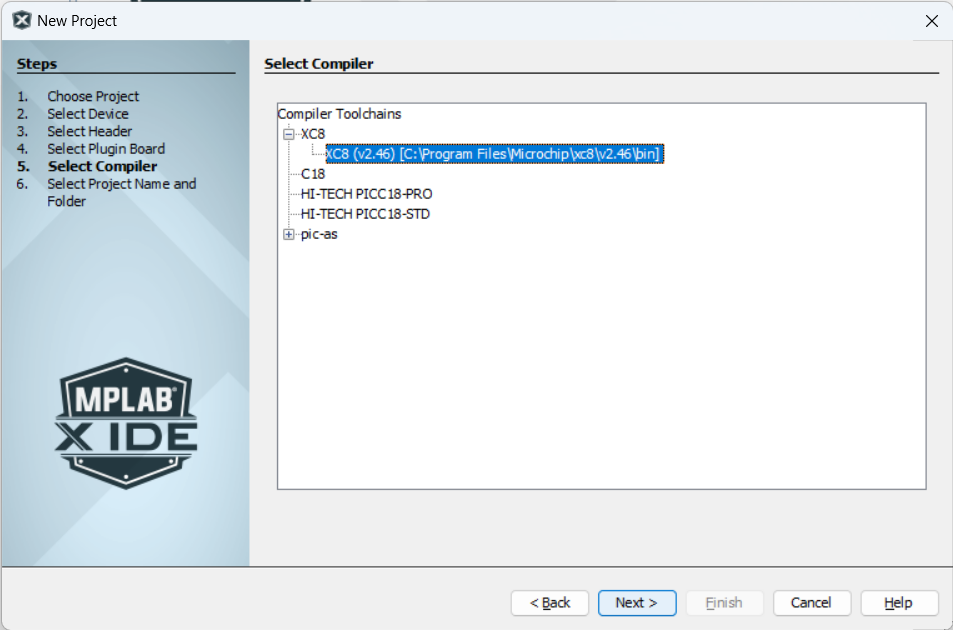 New Project
Steps
1. Choose Project
2. Select Device
3. Select Header
4. Select Plugin Board
5. Select Compiler
6. Select Project Name and
Folder
MPLAB®
X IDE
Select Compiler
Compiler Toolchains
XC8
XC8 (v2.46) [C:\Program Files\Microchip\xc8\v2.46\bin]
C18
HI-TECH PICC18-PRO
HI-TECH PICC18-STD
pic-as
< Back
Next >
Finish
Cancel
Help